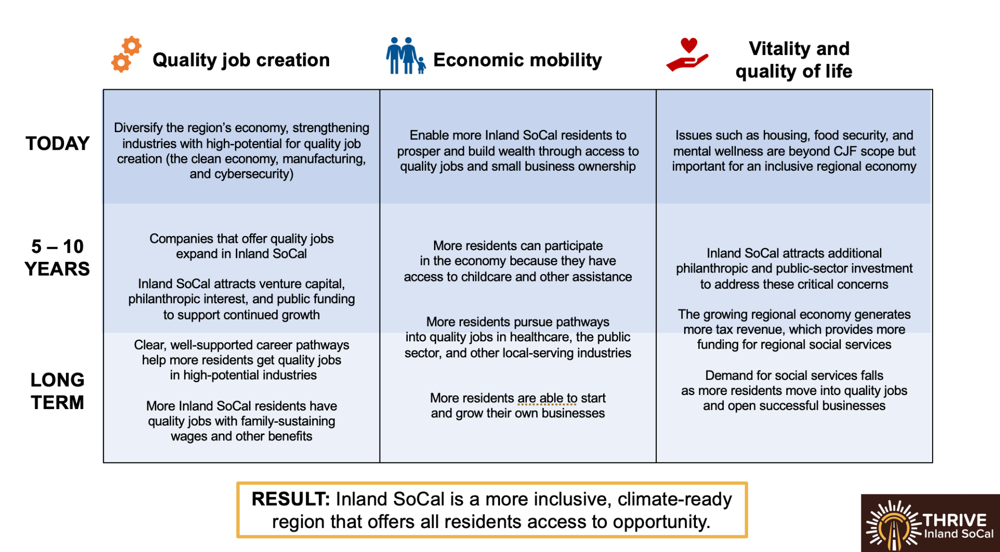 Quality job creation
Economic mobility
Vitality and
quality of life
TODAY
Diversify the region’s economy, strengthening
industries with high-potential for quality job
creation (the clean economy, manufacturing,
and cybersecurity)
Enable more Inland SoCal residents to
prosper and build wealth through access to
quality jobs and small business ownership
Issues such as housing, food security, and
mental wellness are beyond CJF scope but
important for an inclusive regional economy
5 – 10
YEARS
LONG
TERM
Companies that offer quality jobs
expand in Inland SoCal
Inland SoCal attracts venture capital,
philanthropic interest, and public funding
to support continued growth
Clear, well-supported career pathways
help more residents get quality jobs
in high-potential industries
More Inland SoCal residents have
quality jobs with family-sustaining
wages and other benefits
More residents can participate
in the economy because they have
access to childcare and other assistance
More residents pursue pathways
into quality jobs in healthcare, the public
sector, and other local-serving industries
More residents are able to start
and grow their own businesses
Inland SoCal attracts additional
philanthropic and public-sector investment
to address these critical concerns
The growing regional economy generates
more tax revenue, which provides more
funding for regional social services
Demand for social services falls
as more residents move into quality jobs
and open successful businesses
RESULT: Inland SoCal is a more inclusive, climate-ready
region that offers all residents access to opportunity.
THRIVE
Inland SoCal